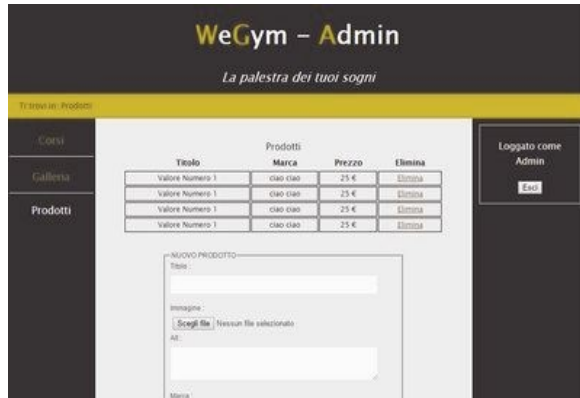 WeGym - Admin
La palestra dei tuoi sogni
Ti trovi in: Prodotti
Corsi
Galleria
Prodotti
Prodotti
Titolo Marca Prezzo Elimina
Valore Numero 1 ciao ciao 25 € Elimina
Valore Numero 1 ciao ciao 25 € Elimina
Valore Numero 1 ciao ciao 25 € Elimina
Valore Numero 1 ciao ciao 25 € Elimina
NUOVO PRODOTTO
Titolo :
Immagine :
Scegli file Nessun file selezionato
Alt :
Marca :
Loggato come
Admin
Esci